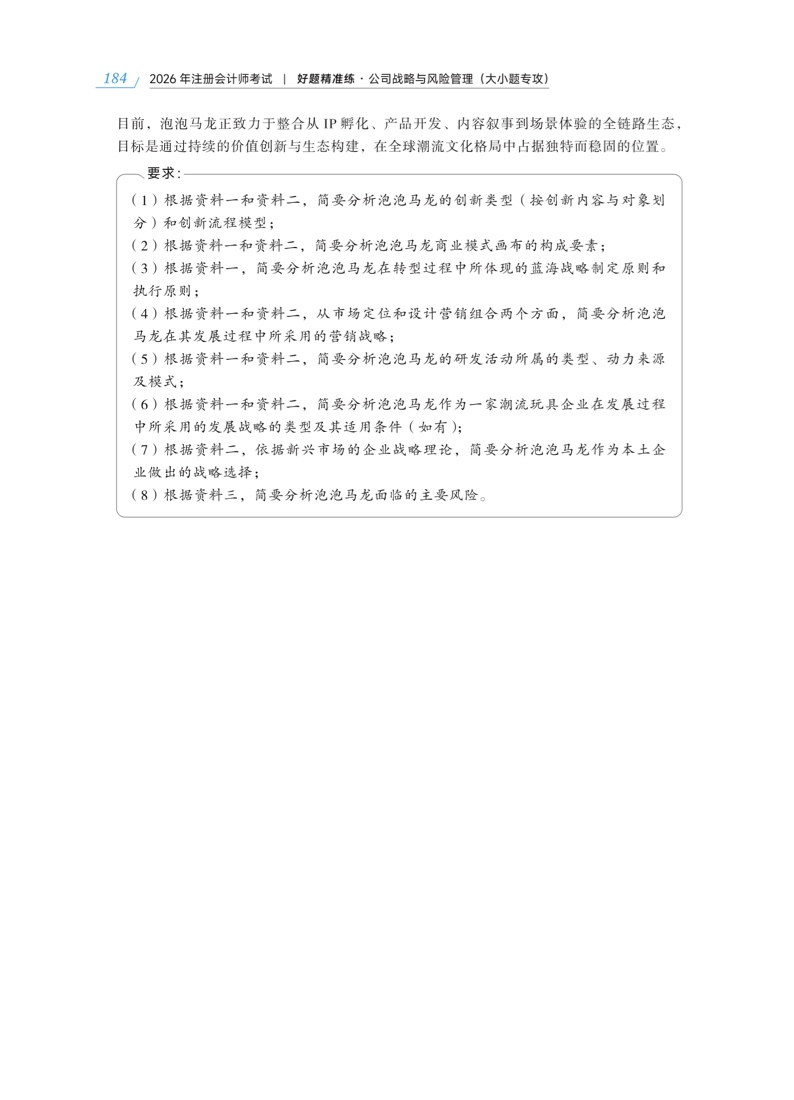 184 2026 年注册会计师考试 | 好题精准练·公司战略与风险管理（大小题专攻）
目前，泡泡马龙正致力于整合从 IP 孵化、产品开发、内容叙事到场景体验的全链路生态，
目标是通过持续的价值创新与生态构建，在全球潮流文化格局中占据独特而稳固的位置。
要求：
（1）根据资料一和资料二，简要分析泡泡马龙的创新类型（按创新内容与对象划
分）和创新流程模型；
（2）根据资料一和资料二，简要分析泡泡马龙商业模式画布的构成要素；
（3）根据资料一，简要分析泡泡马龙在转型过程中所体现的蓝海战略制定原则和
执行原则；
（4）根据资料一和资料二，从市场定位和设计营销组合两个方面，简要分析泡泡
马龙在其发展过程中所采用的营销战略；
（5）根据资料一和资料二，简要分析泡泡马龙的研发活动所属的类型、动力来源
及模式；
（6）根据资料一和资料二，简要分析泡泡马龙作为一家潮流玩具企业在发展过程
中所采用的发展战略的类型及其适用条件（如有）；
（7）根据资料二，依据新兴市场的企业战略理论，简要分析泡泡马龙作为本土企
业做出的战略选择；
（8）根据资料三，简要分析泡泡马龙面临的主要风险。